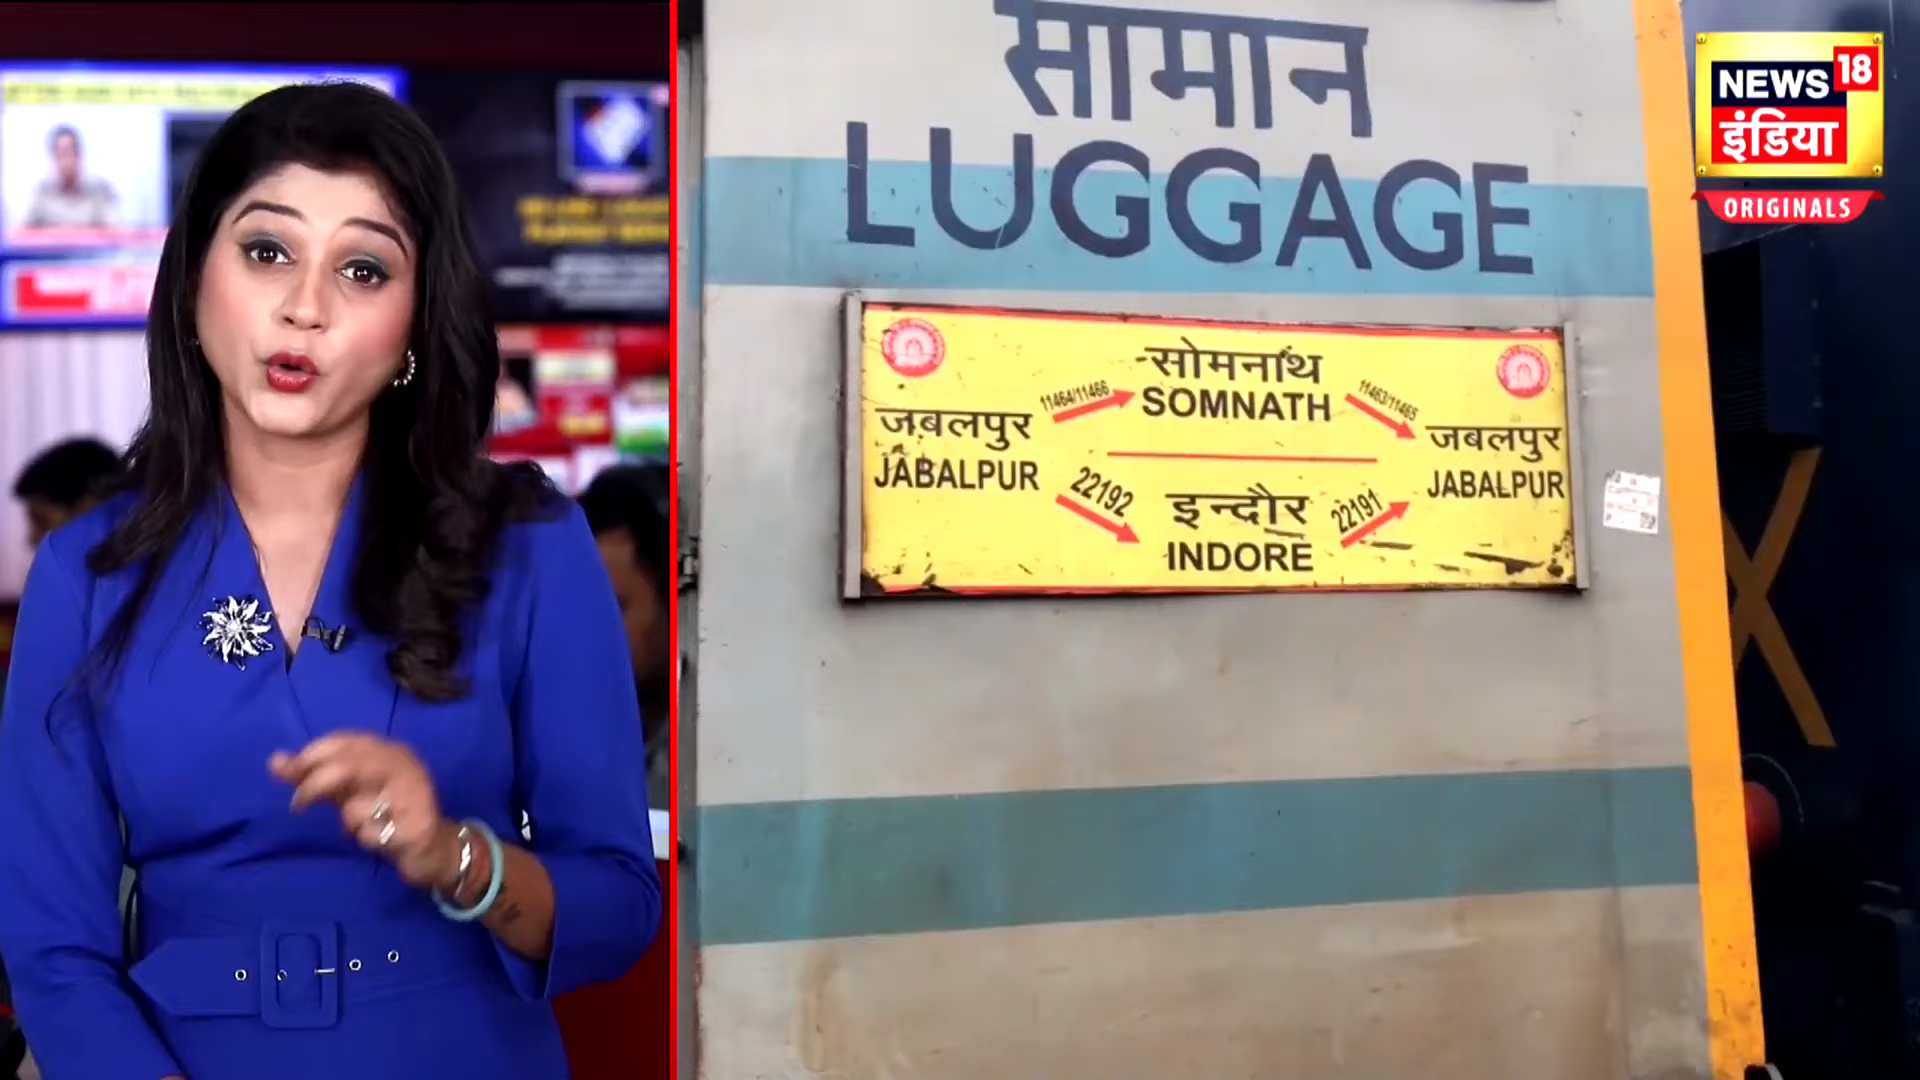 सामान
LUGGAGE
NEWS 18
इंडिया
ORIGINALS
सोमनाथ
SOMNATH
11464/11466
11463/11465
जबलपुर
JABALPUR
जबलपुर
JABALPUR
22192
इन्दौर
INDORE
22191